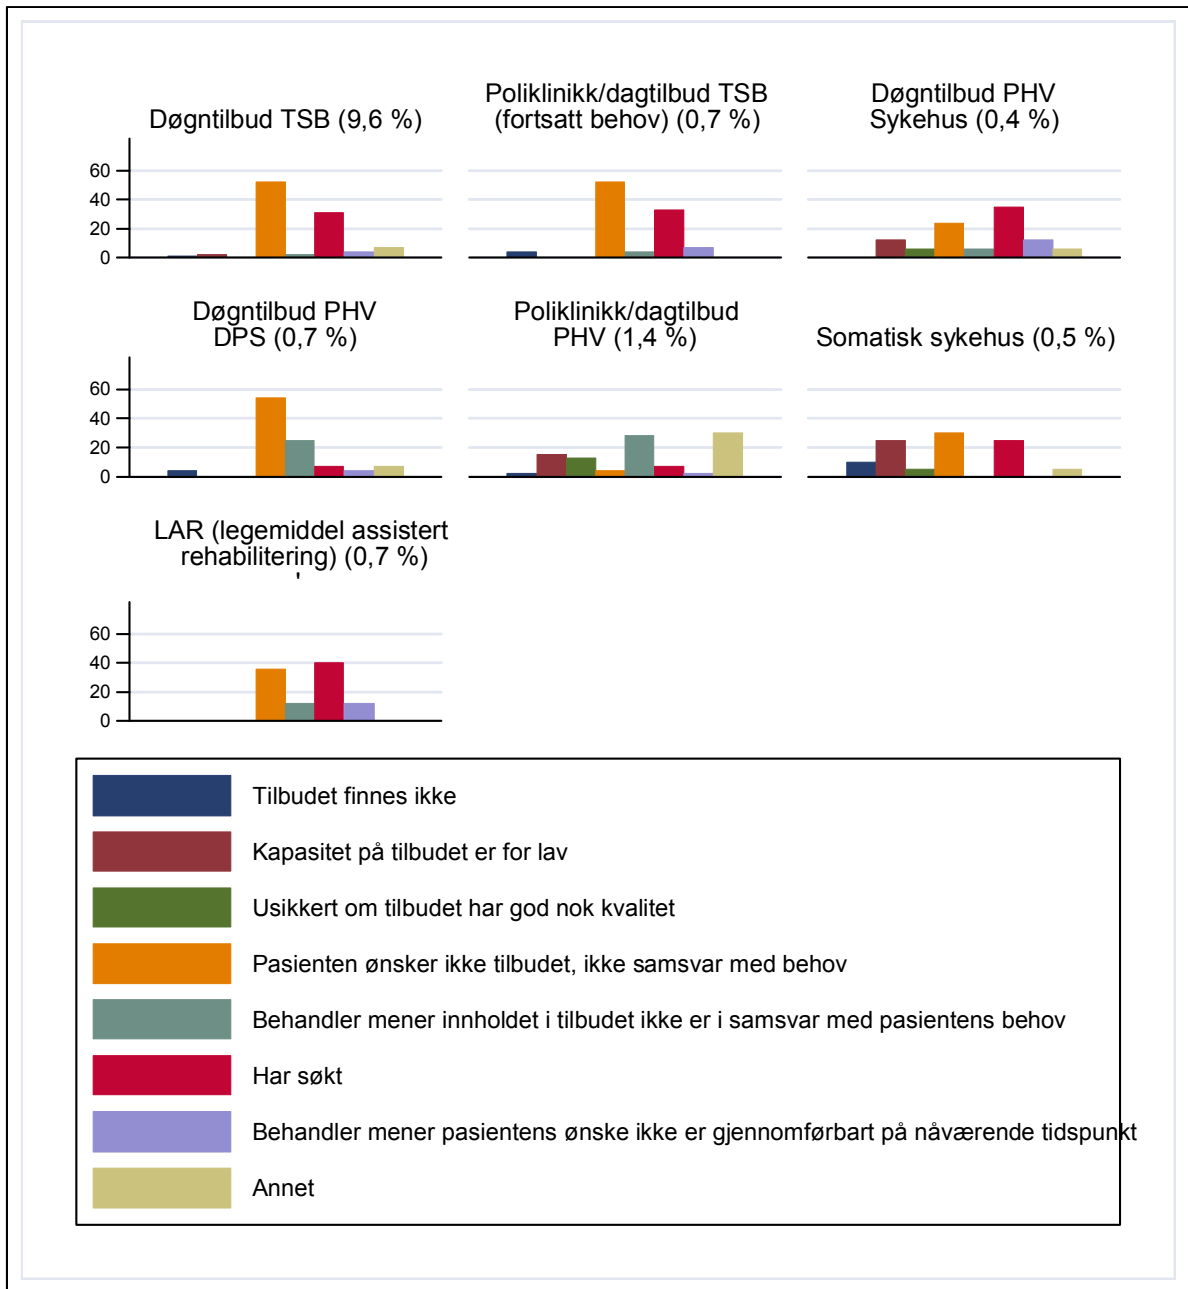 Døgntilbud TSB (9,6 %)
Poliklinikk/dagtilbud TSB
(fortsatt behov) (0,7 %)
Døgntilbud PHV
Sykehus (0,4 %)
60
40
20
0
Døgntilbud PHV
DPS (0,7 %)
Poliklinikk/dagtilbud
PHV (1,4 %)
Somatisk sykehus (0,5 %)
60
40
20
0
LAR (legemiddel assistert
rehabilitering) (0,7 %)
'
60
40
20
0
Tilbudet finnes ikke
Kapasitet på tilbudet er for lav
Usikkert om tilbudet har god nok kvalitet
Pasienten ønsker ikke tilbudet, ikke samsvar med behov
Behandler mener innholdet i tilbudet ikke er i samsvar med pasientens behov
Har søkt
Behandler mener pasientens ønske ikke er gjennomførbart på nåværende tidspunkt
Annet